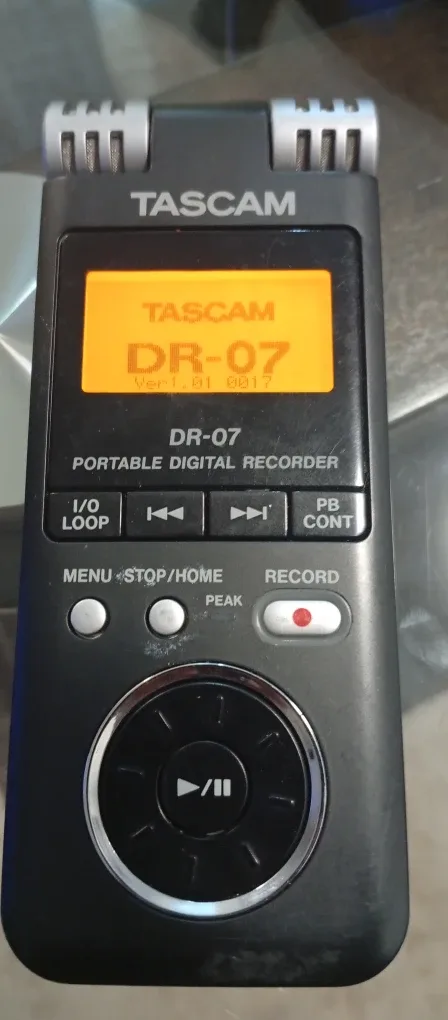 TASCAM
TASCAM
DR-07
Ver1.01 0017
DR-07
PORTABLE DIGITAL RECORDER
I/O LOOP
PB CONT
MENU STOP/HOME RECORD
PEAK